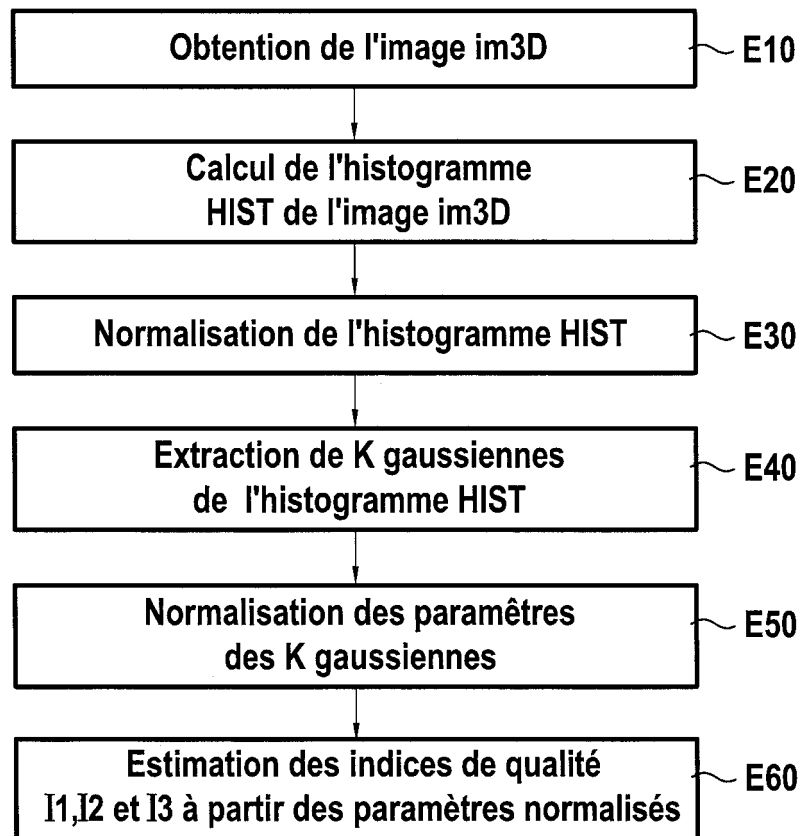 Obtention de l'image im3D
E10
Calcul de l'histogramme
HIST de l'image im3D
E20
Normalisation de l'histogramme HIST
E30
Extraction de K gaussiennes
de l'histogramme HIST
E40
Normalisation des paramêtres
des K gaussiennes
E50
Estimation des indices de qualité
I1,I2 et I3 à partir des paramètres normalisés
E60